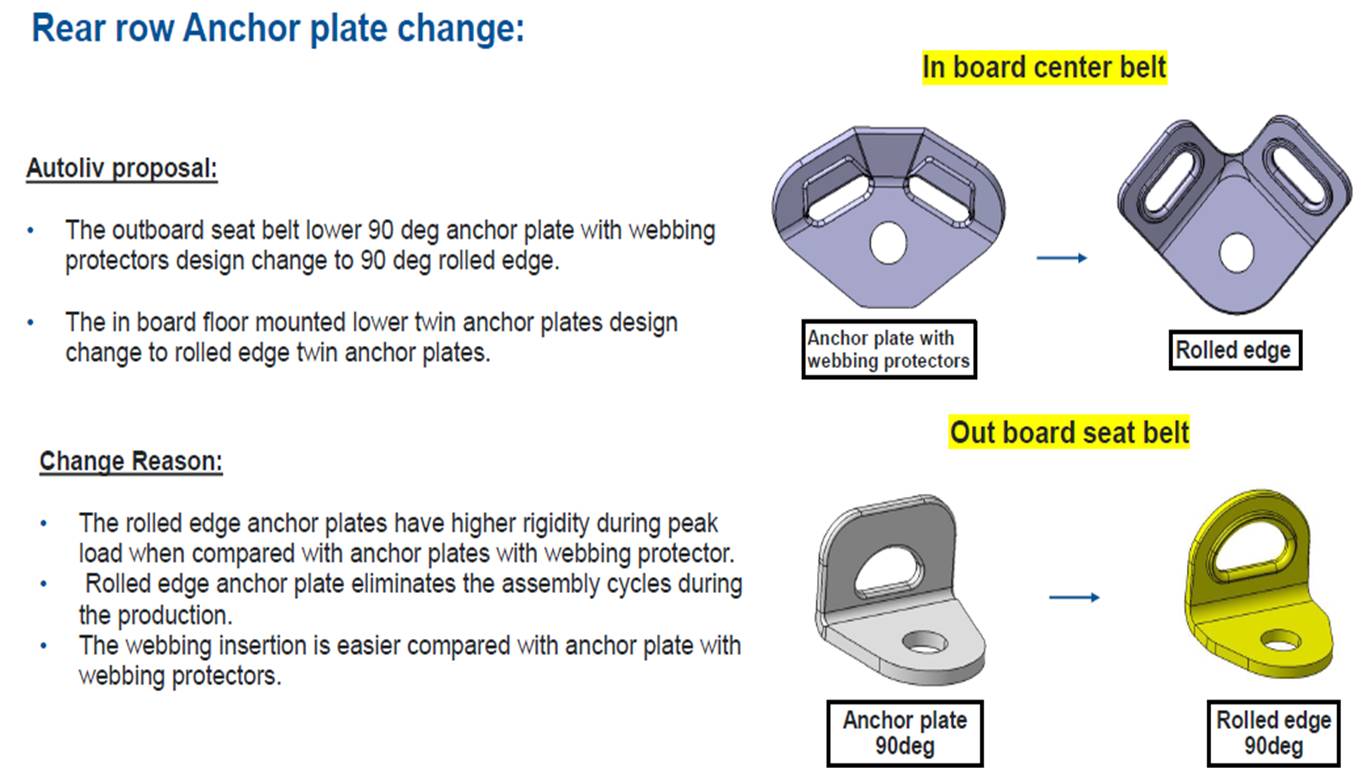 Rear row Anchor plate change:
In board center belt
Autoliv proposal:
• The outboard seat belt lower 90 deg anchor plate with webbing
protectors design change to 90 deg rolled edge.
• The in board floor mounted lower twin anchor plates design
change to rolled edge twin anchor plates.
Anchor plate with
webbing protectors
Rolled edge
Out board seat belt
Change Reason:
• The rolled edge anchor plates have higher rigidity during peak
load when compared with anchor plates with webbing protector.
• Rolled edge anchor plate eliminates the assembly cycles during
the production.
• The webbing insertion is easier compared with anchor plate with
webbing protectors.
Anchor plate
90deg
Rolled edge
90deg